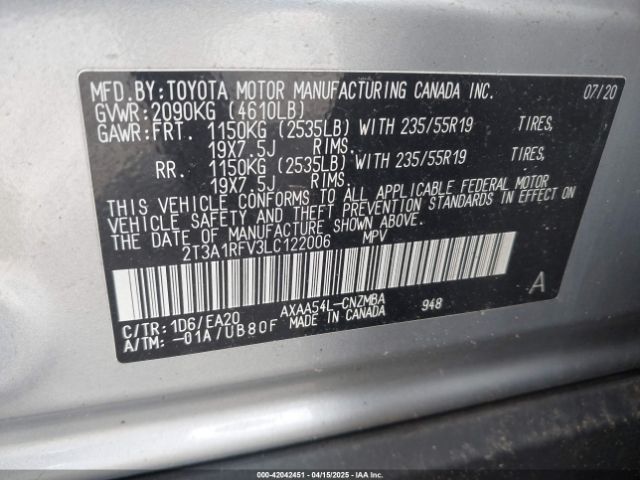 MFD.BY:TOYOTA MOTOR MANUFACTURING CANADA INC. 07/20
GVWR:2090KG (4610LB)
GAWR:FRT. 1150KG (2535LB) WITH 235/55R19 TIRES,
19X7.5J RIMS.
RR. 1150KG (2535LB) WITH 235/55R19 TIRES,
19X7.5J RIMS.
THIS VEHICLE CONFORMS TO ALL APPLICABLE FEDERAL MOTOR
VEHICLE SAFETY AND THEFT PREVENTION STANDARDS IN EFFECT ON
THE DATE OF MANUFACTURE SHOWN ABOVE.
2T3A1RFV3LC122006 MPV
A
C/TR:1D6/EA20 AXAA54L-CNZMBA 948
A/TM:-01A/UB80F MADE IN CANADA
000-42042451 - 04/15/2025 - IAA, Inc.